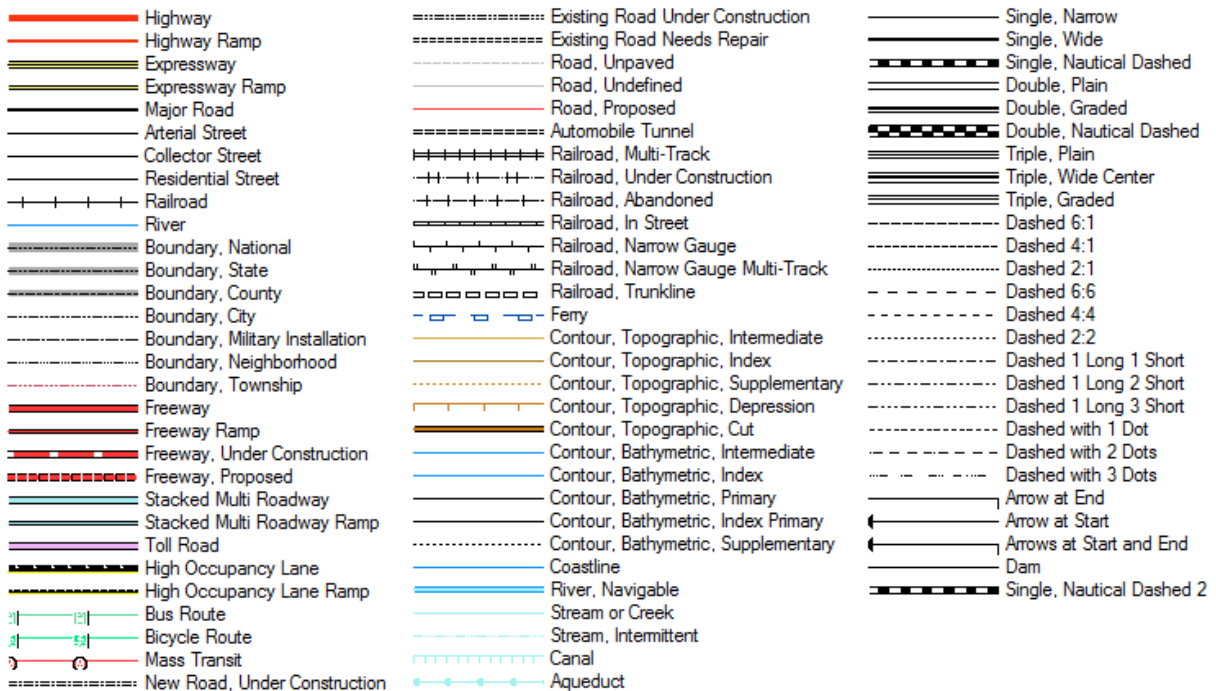 Highway
Highway Ramp
Expressway
Expressway Ramp
Major Road
Arterial Street
Collector Street
Residential Street
Railroad
River
Boundary, National
Boundary, State
Boundary, County
Boundary, City
Boundary, Military Installation
Boundary, Neighborhood
Boundary, Township
Freeway
Freeway Ramp
Freeway, Under Construction
Freeway, Proposed
Stacked Multi Roadway
Stacked Multi Roadway Ramp
Toll Road
High Occupancy Lane
High Occupancy Lane Ramp
Bus Route
Bicycle Route
Mass Transit
New Road, Under Construction
Existing Road Under Construction
Existing Road Needs Repair
Road, Unpaved
Road, Undefined
Road, Proposed
Automobile Tunnel
Railroad, Multi-Track
Railroad, Under Construction
Railroad, Abandoned
Railroad, In Street
Railroad, Narrow Gauge
Railroad, Narrow Gauge Multi-Track
Railroad, Trunkline
Ferry
Contour, Topographic, Intermediate
Contour, Topographic, Index
Contour, Topographic, Supplementary
Contour, Topographic, Depression
Contour, Topographic, Cut
Contour, Bathymetric, Intermediate
Contour, Bathymetric, Index
Contour, Bathymetric, Primary
Contour, Bathymetric, Index Primary
Contour, Bathymetric, Supplementary
Coastline
River, Navigable
Stream or Creek
Stream, Intermittent
Canal
Aqueduct
Single, Narrow
Single, Wide
Single, Nautical Dashed
Double, Plain
Double, Graded
Double, Nautical Dashed
Triple, Plain
Triple, Wide Center
Triple, Graded
Dashed 6:1
Dashed 4:1
Dashed 2:1
Dashed 6:6
Dashed 4:4
Dashed 2:2
Dashed 1 Long 1 Short
Dashed 1 Long 2 Short
Dashed 1 Long 3 Short
Dashed with 1 Dot
Dashed with 2 Dots
Dashed with 3 Dots
Arrow at End
Arrow at Start
Arrows at Start and End
Dam
Single, Nautical Dashed 2